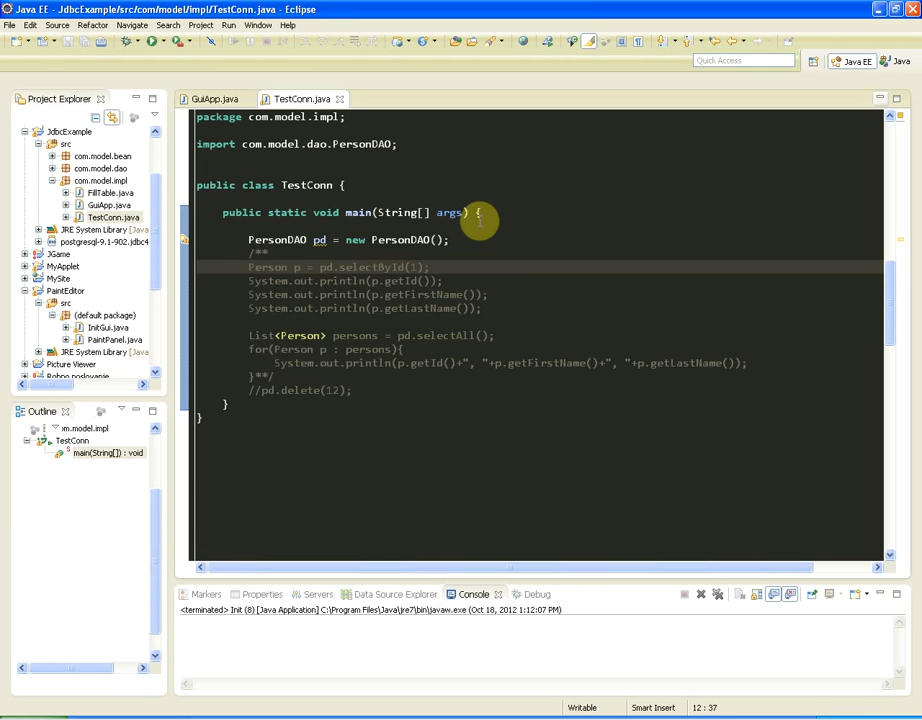 Java EE - JdbcExample/src/com/model/impl/TestConn.java - Eclipse
File Edit Source Refactor Navigate Search Project Run Window Help
Quick Access
Java EE
Java
Project Explorer
JdbcExample
src
com.model.bean
com.model.dao
com.model.impl
FillTable.java
GuiApp.java
TestConn.java
JRE System Library [Java
postgresql-9.1-902.jdbc4
JGame
MyApplet
MySite
PaintEditor
src
(default package)
InitGui.java
PaintPanel.java
JRE System Library [Java
Picture Viewer
Robno poslovanje
GuiApp.java
TestConn.java
package com.model.impl;
import com.model.dao.PersonDAO;
public class TestConn {
public static void main(String[] args) {
PersonDAO pd = new PersonDAO();
/**
Person p = pd.selectById(1);
System.out.println(p.getId());
System.out.println(p.getFirstName());
System.out.println(p.getLastName());
List<Person> persons = pd.selectAll();
for(Person p : persons){
System.out.println(p.getId()+", "+p.getFirstName()+", "+p.getLastName());
}**/
//pd.delete(12);
}
}
Outline
m.model.impl
TestConn
S
main(String[]) : void
Markers
Properties
Servers
Data Source Explorer
Console
Debug
<terminated> Init (8) [Java Application] C:\Program Files\Java\jre7\bin\javaw.exe (Oct 18, 2012 1:12:07 PM)
Writable
Smart Insert
12 : 37